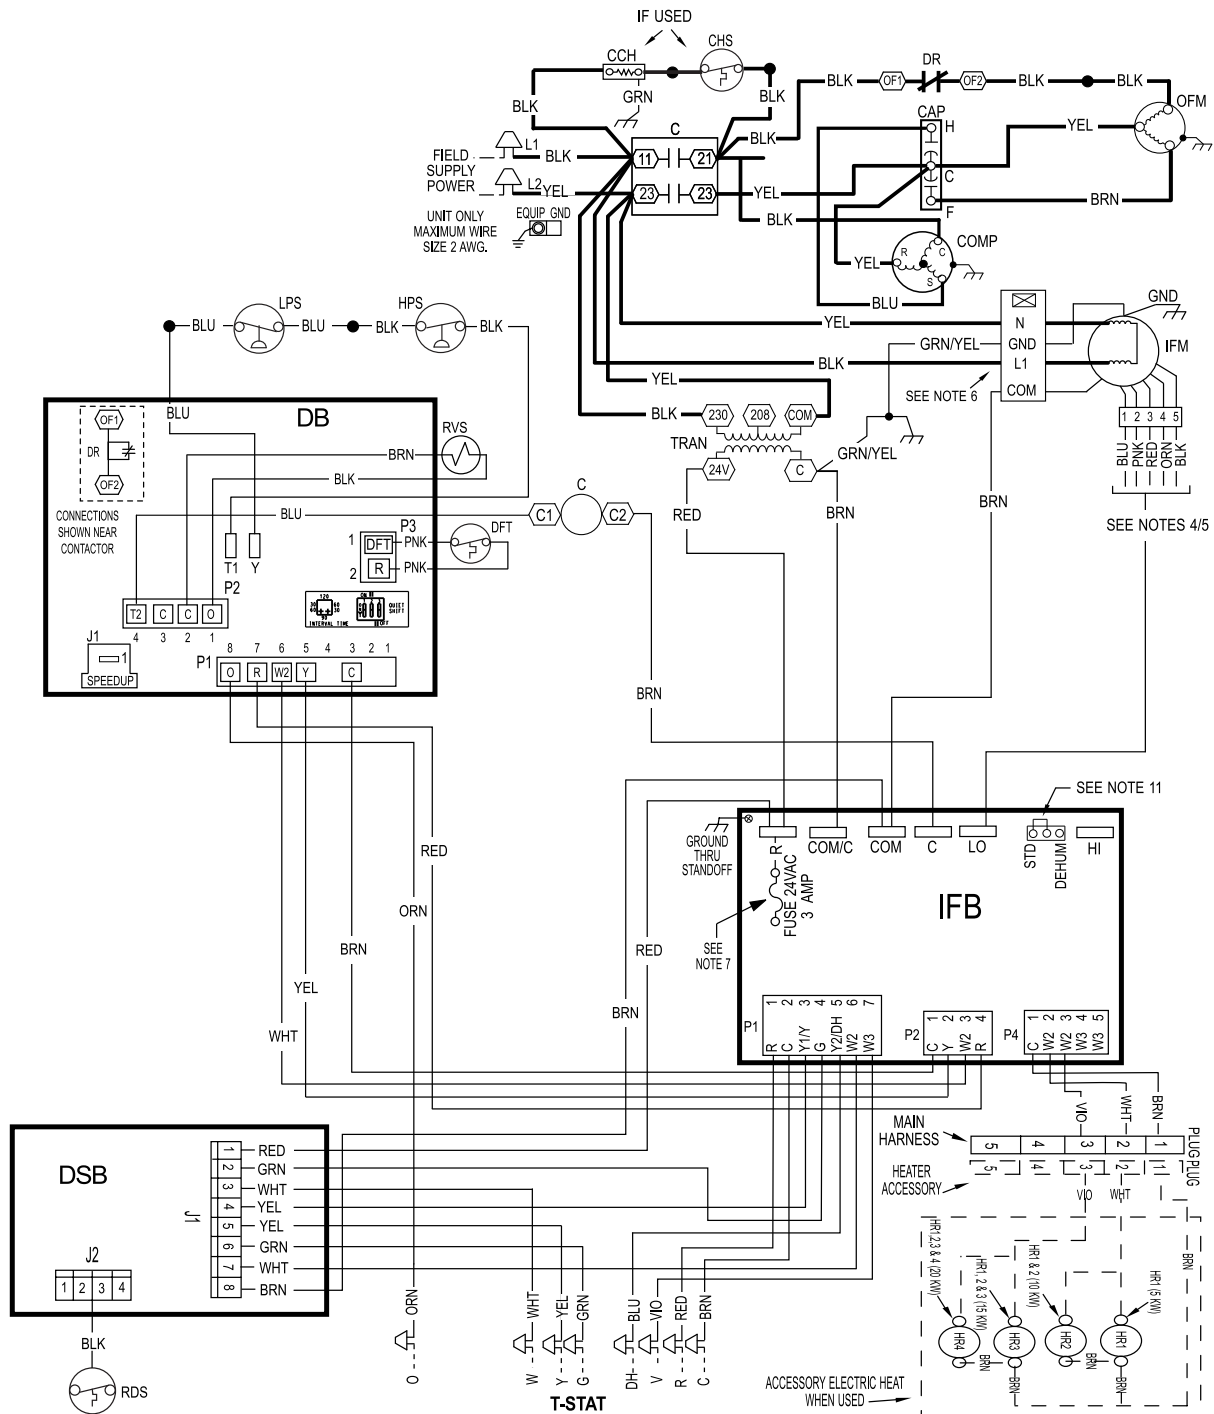 IF USED
CCH
CHS
DR
BLK
OF1
OF2
BLK
BLK
OFM
BLK
GRN
BLK
CAP
H
C
BLK
YEL
L1
FIELD
SUPPLY
POWER
BLK
11
21
L2
YEL
23
23
YEL
C
F
BRN
UNIT ONLY
MAXIMUM WIRE
SIZE 2 AWG.
EQUIP GND
BLK
COMP
R
C
S
YEL
BLU
LPS
HPS
BLU
BLU
BLK
BLK
YEL
N
GND
GND
IFM
GRN/YEL
BLK
L1
COM
SEE NOTE 6
YEL
BLK
230
208
COM
TRAN
24V
C
GRN/YEL
1 2 3 4 5
BLU
PNK
RED
ORN
BLK
SEE NOTES 4/5
BLU
DB
OF1
DR
OF2
CONNECTIONS
SHOWN NEAR
CONTACTOR
RVS
BRN
BLK
BLU
C
C1
C2
RED
BRN
BRN
P3
1
DFT
PNK
DFT
2
R
PNK
T1
Y
P2
T2
C
C
O
4 3 2 1
120
30
60
60
30
90
INTERVAL TIME
ON
QUIET
SHIFT
OFF
J1
1
SPEEDUP
P1
8 7 6 5 4 3 2 1
O
R
W2
Y
C
BRN
SEE NOTE 11
GROUND
THRU
STANDOFF
R
COM/C
COM
C
LO
STD
DEHUM
HI
FUSE 24VAC
3 AMP
IFB
SEE
NOTE 7
RED
ORN
BRN
RED
YEL
BRN
WHT
P1
1 2 3 4 5 6 7
R
C
Y1/Y
G
Y2/DH
W2
W3
P2
1 2 3 4
C
Y
W2
R
P4
1 2 3 4 5
C
W2
W2
W3
W3
VIO
WHT
BRN
MAIN
HARNESS
5 4 3 2 1
PLUG
PLUG
HEATER
ACCESSORY
5 4 3 2 1
VIO
WHT
DSB
J1
1
RED
2
GRN
3
WHT
4
YEL
5
YEL
6
GRN
7
WHT
8
BRN
J2
1 2 3 4
BLK
RDS
ORN
WHT
YEL
GRN
BLU
VIO
RED
BRN
O
W
Y
G
DH
V
R
C
T-STAT
HR1,2,3 & 4 (20 KW)
HR1, 2 & 3 (15 KW)
HR1 & 2 (10 KW)
HR1 (5 KW)
BRN
HR4
HR3
HR2
HR1
BRN
BRN
BRN
BRN
ACCESSORY ELECTRIC HEAT
WHEN USED